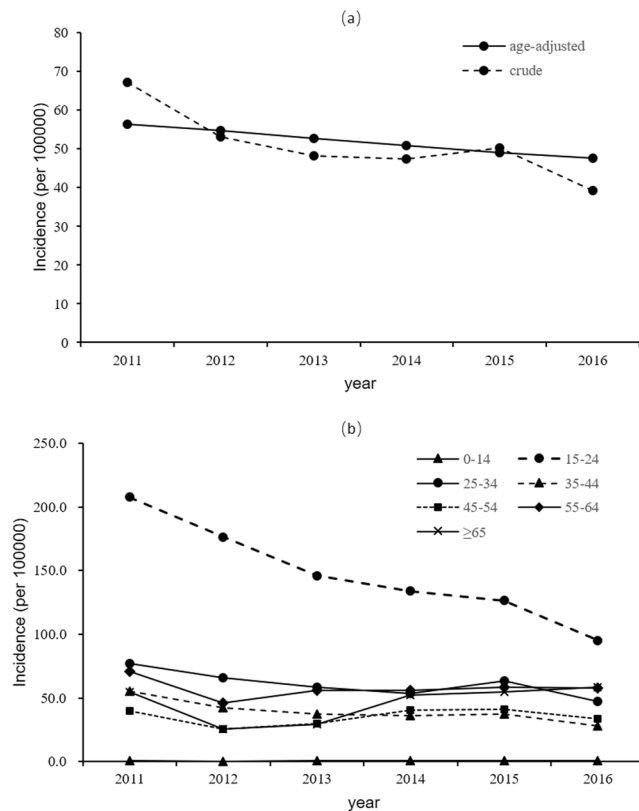 (a)
80
70
60
50
40
30
20
10
0
Incidence (per 100000)
age-adjusted
crude
2011 2012 2013 2014 2015 2016
year
(b)
250.0
200.0
150.0
100.0
50.0
0.0
Incidence (per 100000)
0-14 15-24
25-34 35-44
45-54 55-64
≥65
2011 2012 2013 2014 2015 2016
year